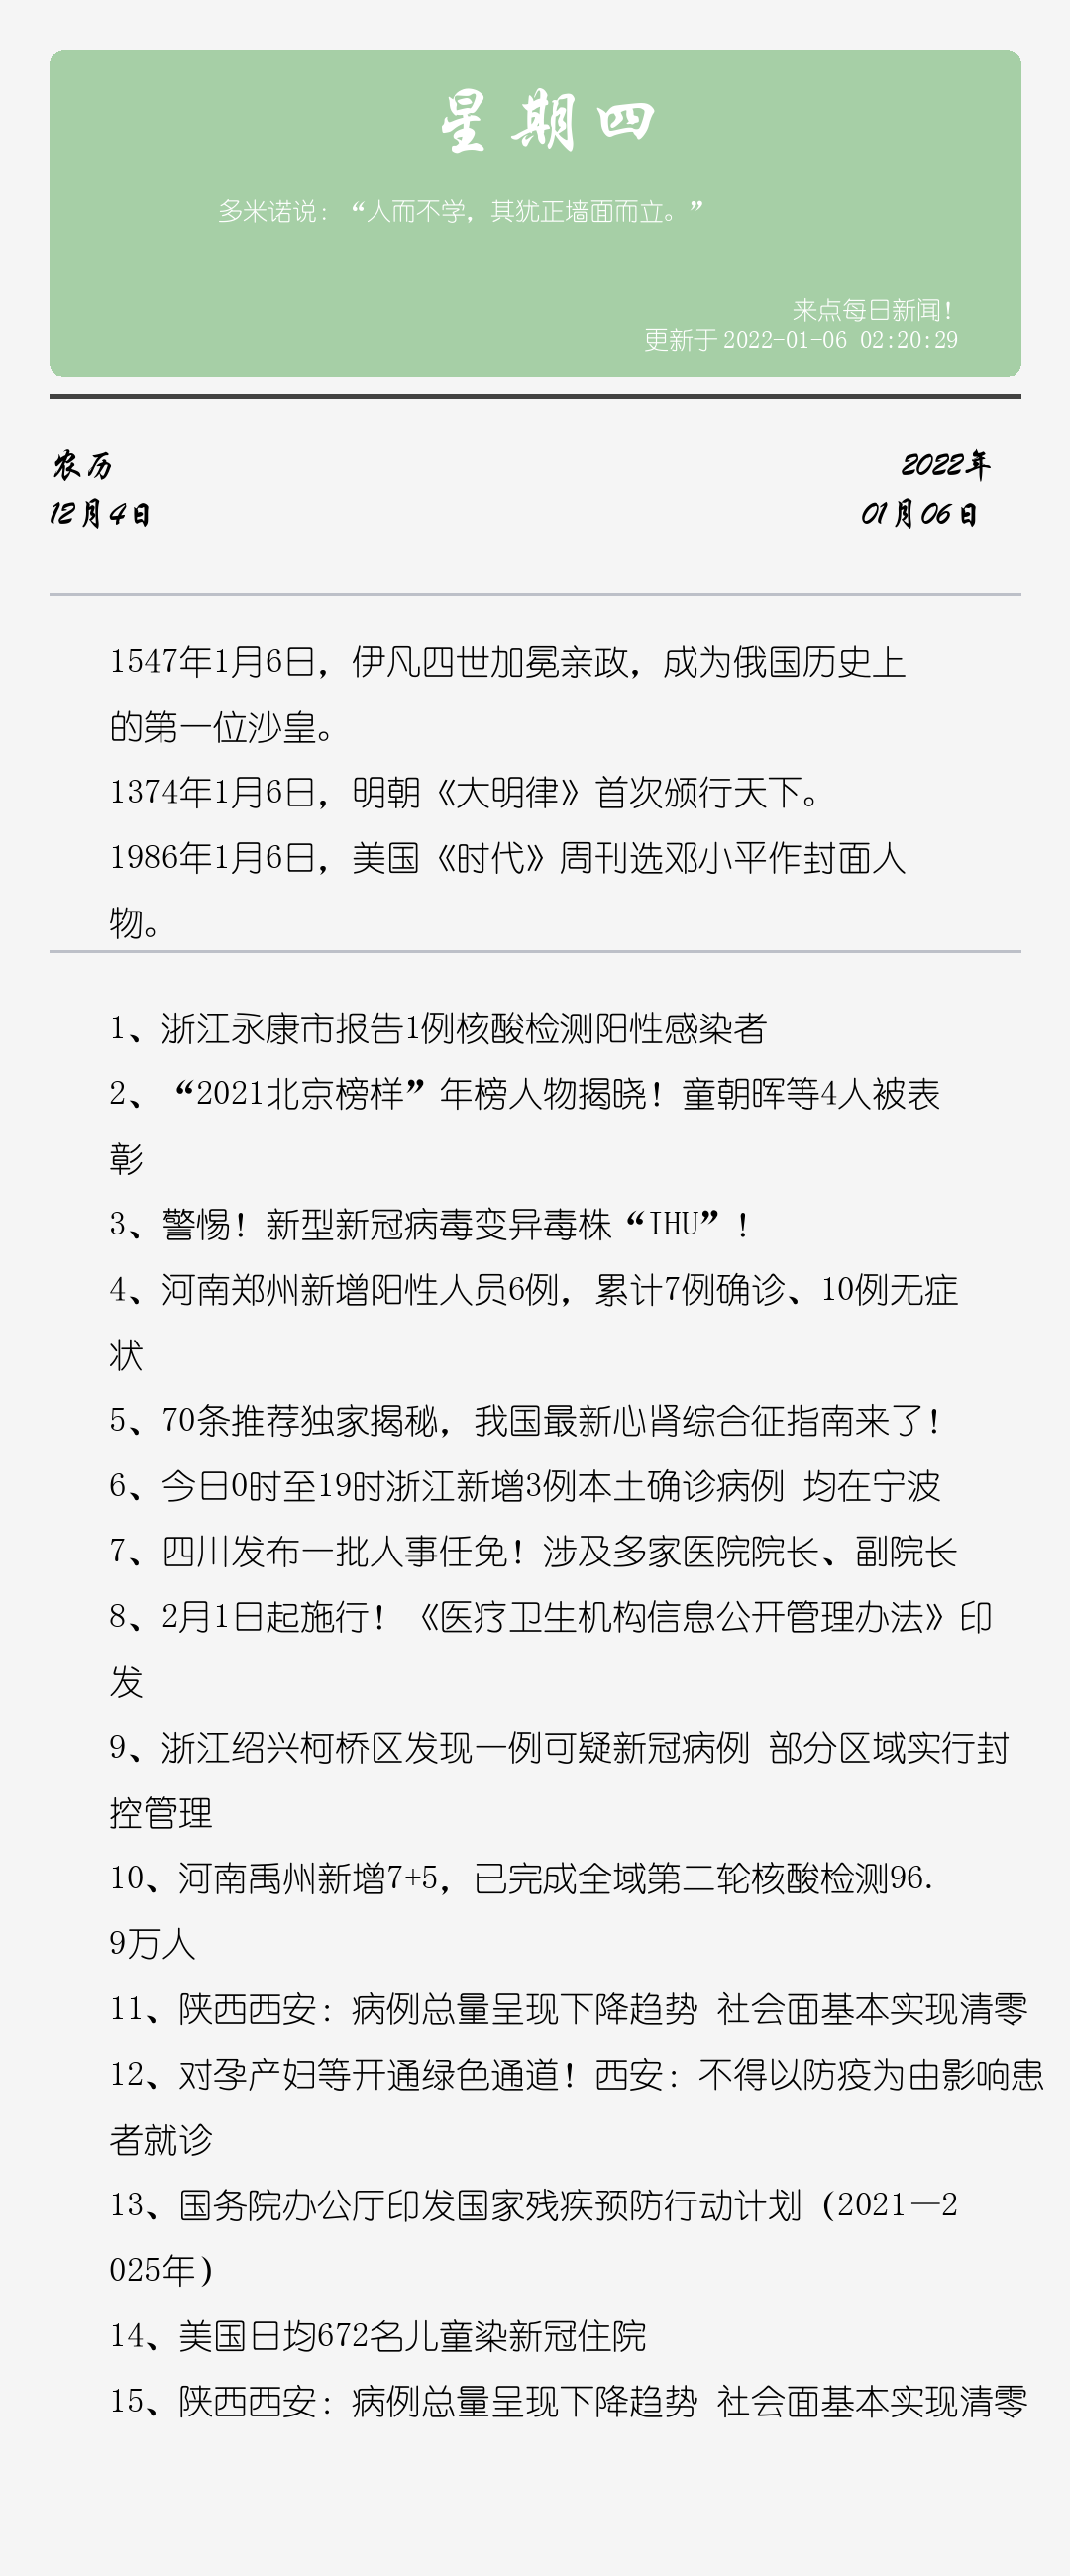 星期四
多米诺说：“人而不学，其犹正墙面而立。”
来点每日新闻！
更新于 2022-01-06 02:20:29
农历
2022年
12月4日
01月06日
1547年1月6日，伊凡四世加冕亲政，成为俄国历史上
的第一位沙皇。
1374年1月6日，明朝《大明律》首次颁行天下。
1986年1月6日，美国《时代》周刊选邓小平作封面人
物。
1、浙江永康市报告1例核酸检测阳性感染者
2、“2021北京榜样”年榜人物揭晓！童朝晖等4人被表
彰
3、警惕！新型新冠病毒变异毒株“IHU”！
4、河南郑州新增阳性人员6例，累计7例确诊、10例无症
状
5、70条推荐独家揭秘，我国最新心肾综合征指南来了！
6、今日0时至19时浙江新增3例本土确诊病例 均在宁波
7、四川发布一批人事任免！涉及多家医院院长、副院长
8、2月1日起施行！《医疗卫生机构信息公开管理办法》印
发
9、浙江绍兴柯桥区发现一例可疑新冠病例 部分区域实行封
控管理
10、河南禹州新增7+5，已完成全域第二轮核酸检测96.
9万人
11、陕西西安：病例总量呈现下降趋势 社会面基本实现清零
12、对孕产妇等开通绿色通道！西安：不得以防疫为由影响患
者就诊
13、国务院办公厅印发国家残疾预防行动计划（2021—2
025年）
14、美国日均672名儿童染新冠住院
15、陕西西安：病例总量呈现下降趋势 社会面基本实现清零